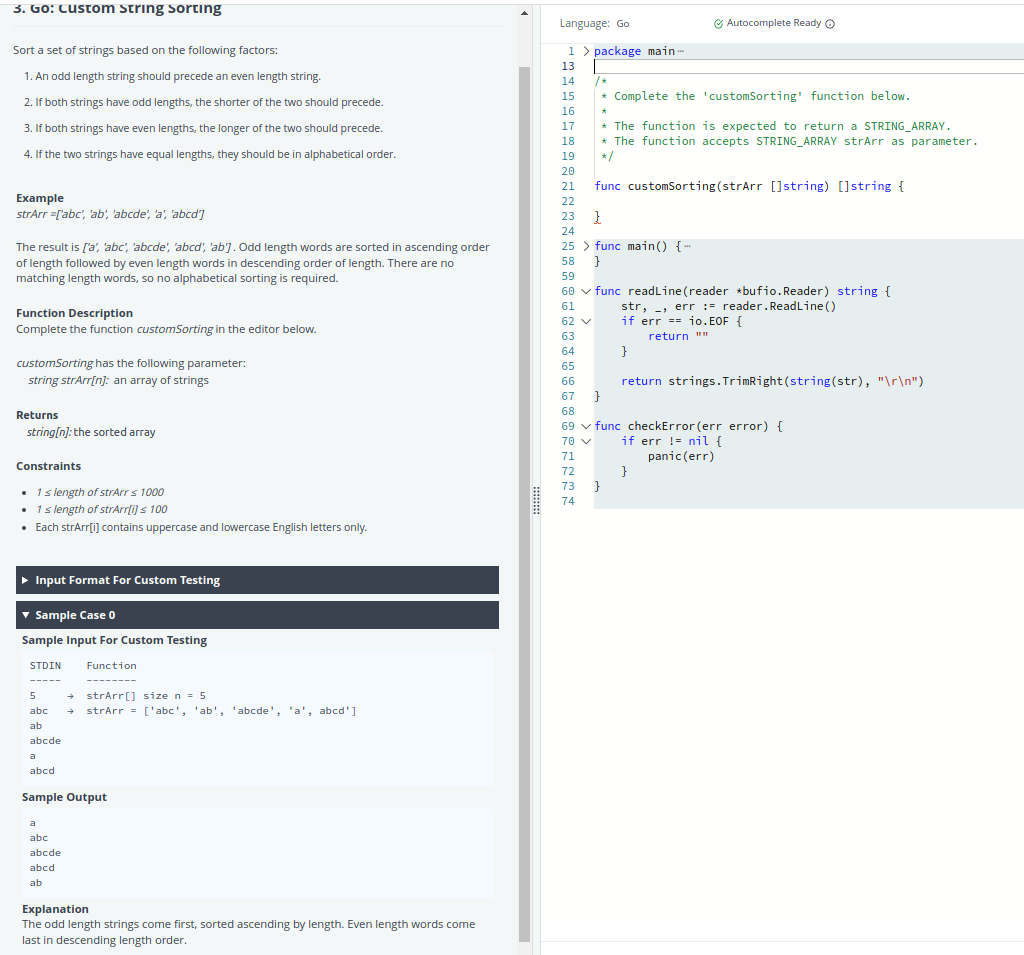 3. Go: Custom String Sorting
Sort a set of strings based on the following factors:
1. An odd length string should precede an even length string.
2. If both strings have odd lengths, the shorter of the two should precede.
3. If both strings have even lengths, the longer of the two should precede.
4. If the two strings have equal lengths, they should be in alphabetical order.
Example
strArr =['abc', 'ab', 'abcde', 'a', 'abcd']
The result is ['a', 'abc', 'abcde', 'abcd', 'ab']. Odd length words are sorted in ascending order
of length followed by even length words in descending order of length. There are no
matching length words, so no alphabetical sorting is required.
Function Description
Complete the function customSorting in the editor below.
customSorting has the following parameter:
string strArr[n]: an array of strings
Returns
string[n]: the sorted array
Constraints
• 1 ≤ length of strArr ≤ 1000
• 1 ≤ length of strArr[i] ≤ 100
• Each strArr[i] contains uppercase and lowercase English letters only.
Input Format For Custom Testing
Sample Case 0
Sample Input For Custom Testing
STDIN Function
----- --------
5 → strArr[] size n = 5
abc → strArr = ['abc', 'ab', 'abcde', 'a', abcd']
ab
abcde
a
abcd
Sample Output
a
abc
abcde
abcd
ab
Explanation
The odd length strings come first, sorted ascending by length. Even length words come
last in descending length order.
Language: Go
Autocomplete Ready
1 package main
13
14 /*
15 * Complete the 'customSorting' function below.
16 *
17 * The function is expected to return a STRING_ARRAY.
18 * The function accepts STRING_ARRAY strArr as parameter.
19 */
20
21 func customSorting(strArr []string) []string {
22
23 }
24
25 func main() {
58 }
59
60 func readLine(reader *bufio.Reader) string {
61 str, _, err := reader.ReadLine()
62 if err == io.EOF {
63 return ""
64 }
65
66 return strings.TrimRight(string(str), "\r\n")
67 }
68
69 func checkError(err error) {
70 if err != nil {
71 panic(err)
72 }
73 }
74